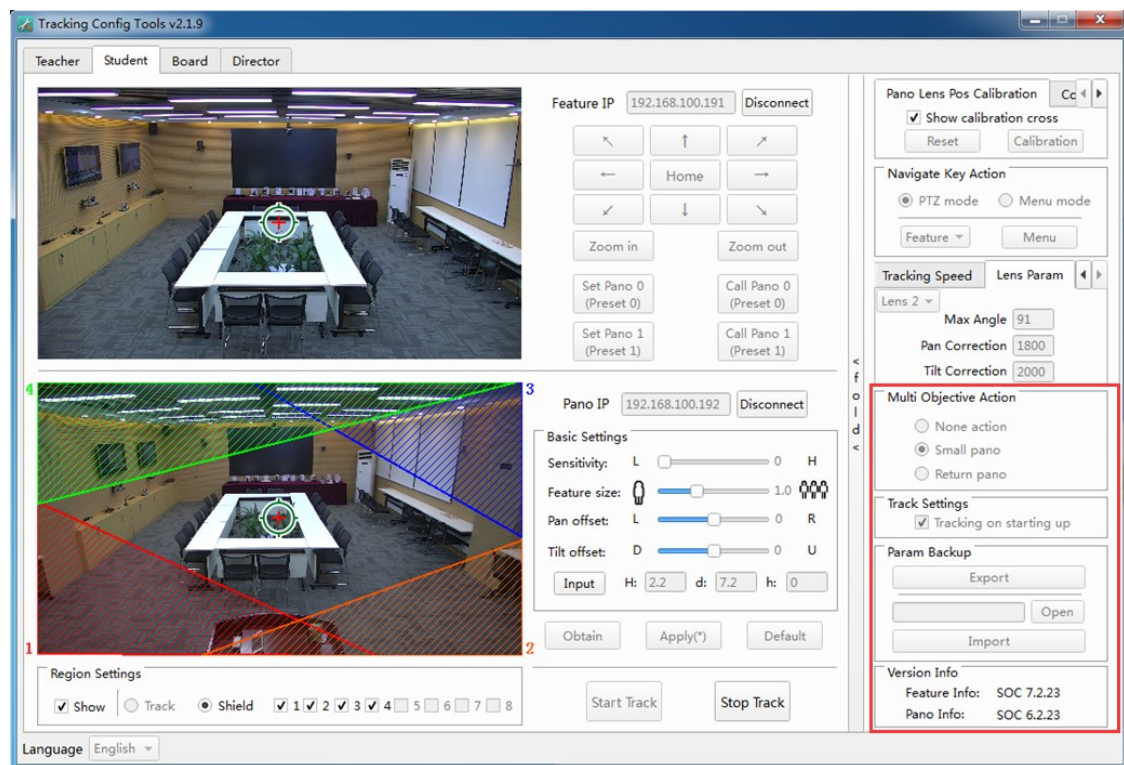 Tracking Config Tools v2.1.9
Teacher Student Board Director
Feature IP 192.168.100.191 Disconnect
Home
Zoom in Zoom out
Set Pano 0 (Preset 0)
Call Pano 0 (Preset 0)
Set Pano 1 (Preset 1)
Call Pano 1 (Preset 1)
4 3
1 2
Pano IP 192.168.100.192 Disconnect
Basic Settings
Sensitivity: L 0 H
Feature size: 1.0
Pan offset: L 0 R
Tilt offset: D 0 U
Input H: 2.2 d: 7.2 h: 0
Obtain Apply(*) Default
Region Settings
Show Track Shield 1 2 3 4 5 6 7 8
Start Track Stop Track
Language English
< fold <
Pano Lens Pos Calibration Cc
Show calibration cross
Reset Calibration
Navigate Key Action
PTZ mode Menu mode
Feature Menu
Tracking Speed Lens Param
Lens 2
Max Angle 91
Pan Correction 1800
Tilt Correction 2000
Multi Objective Action
None action
Small pano
Return pano
Track Settings
Tracking on starting up
Param Backup
Export
Open
Import
Version Info
Feature Info: SOC 7.2.23
Pano Info: SOC 6.2.23